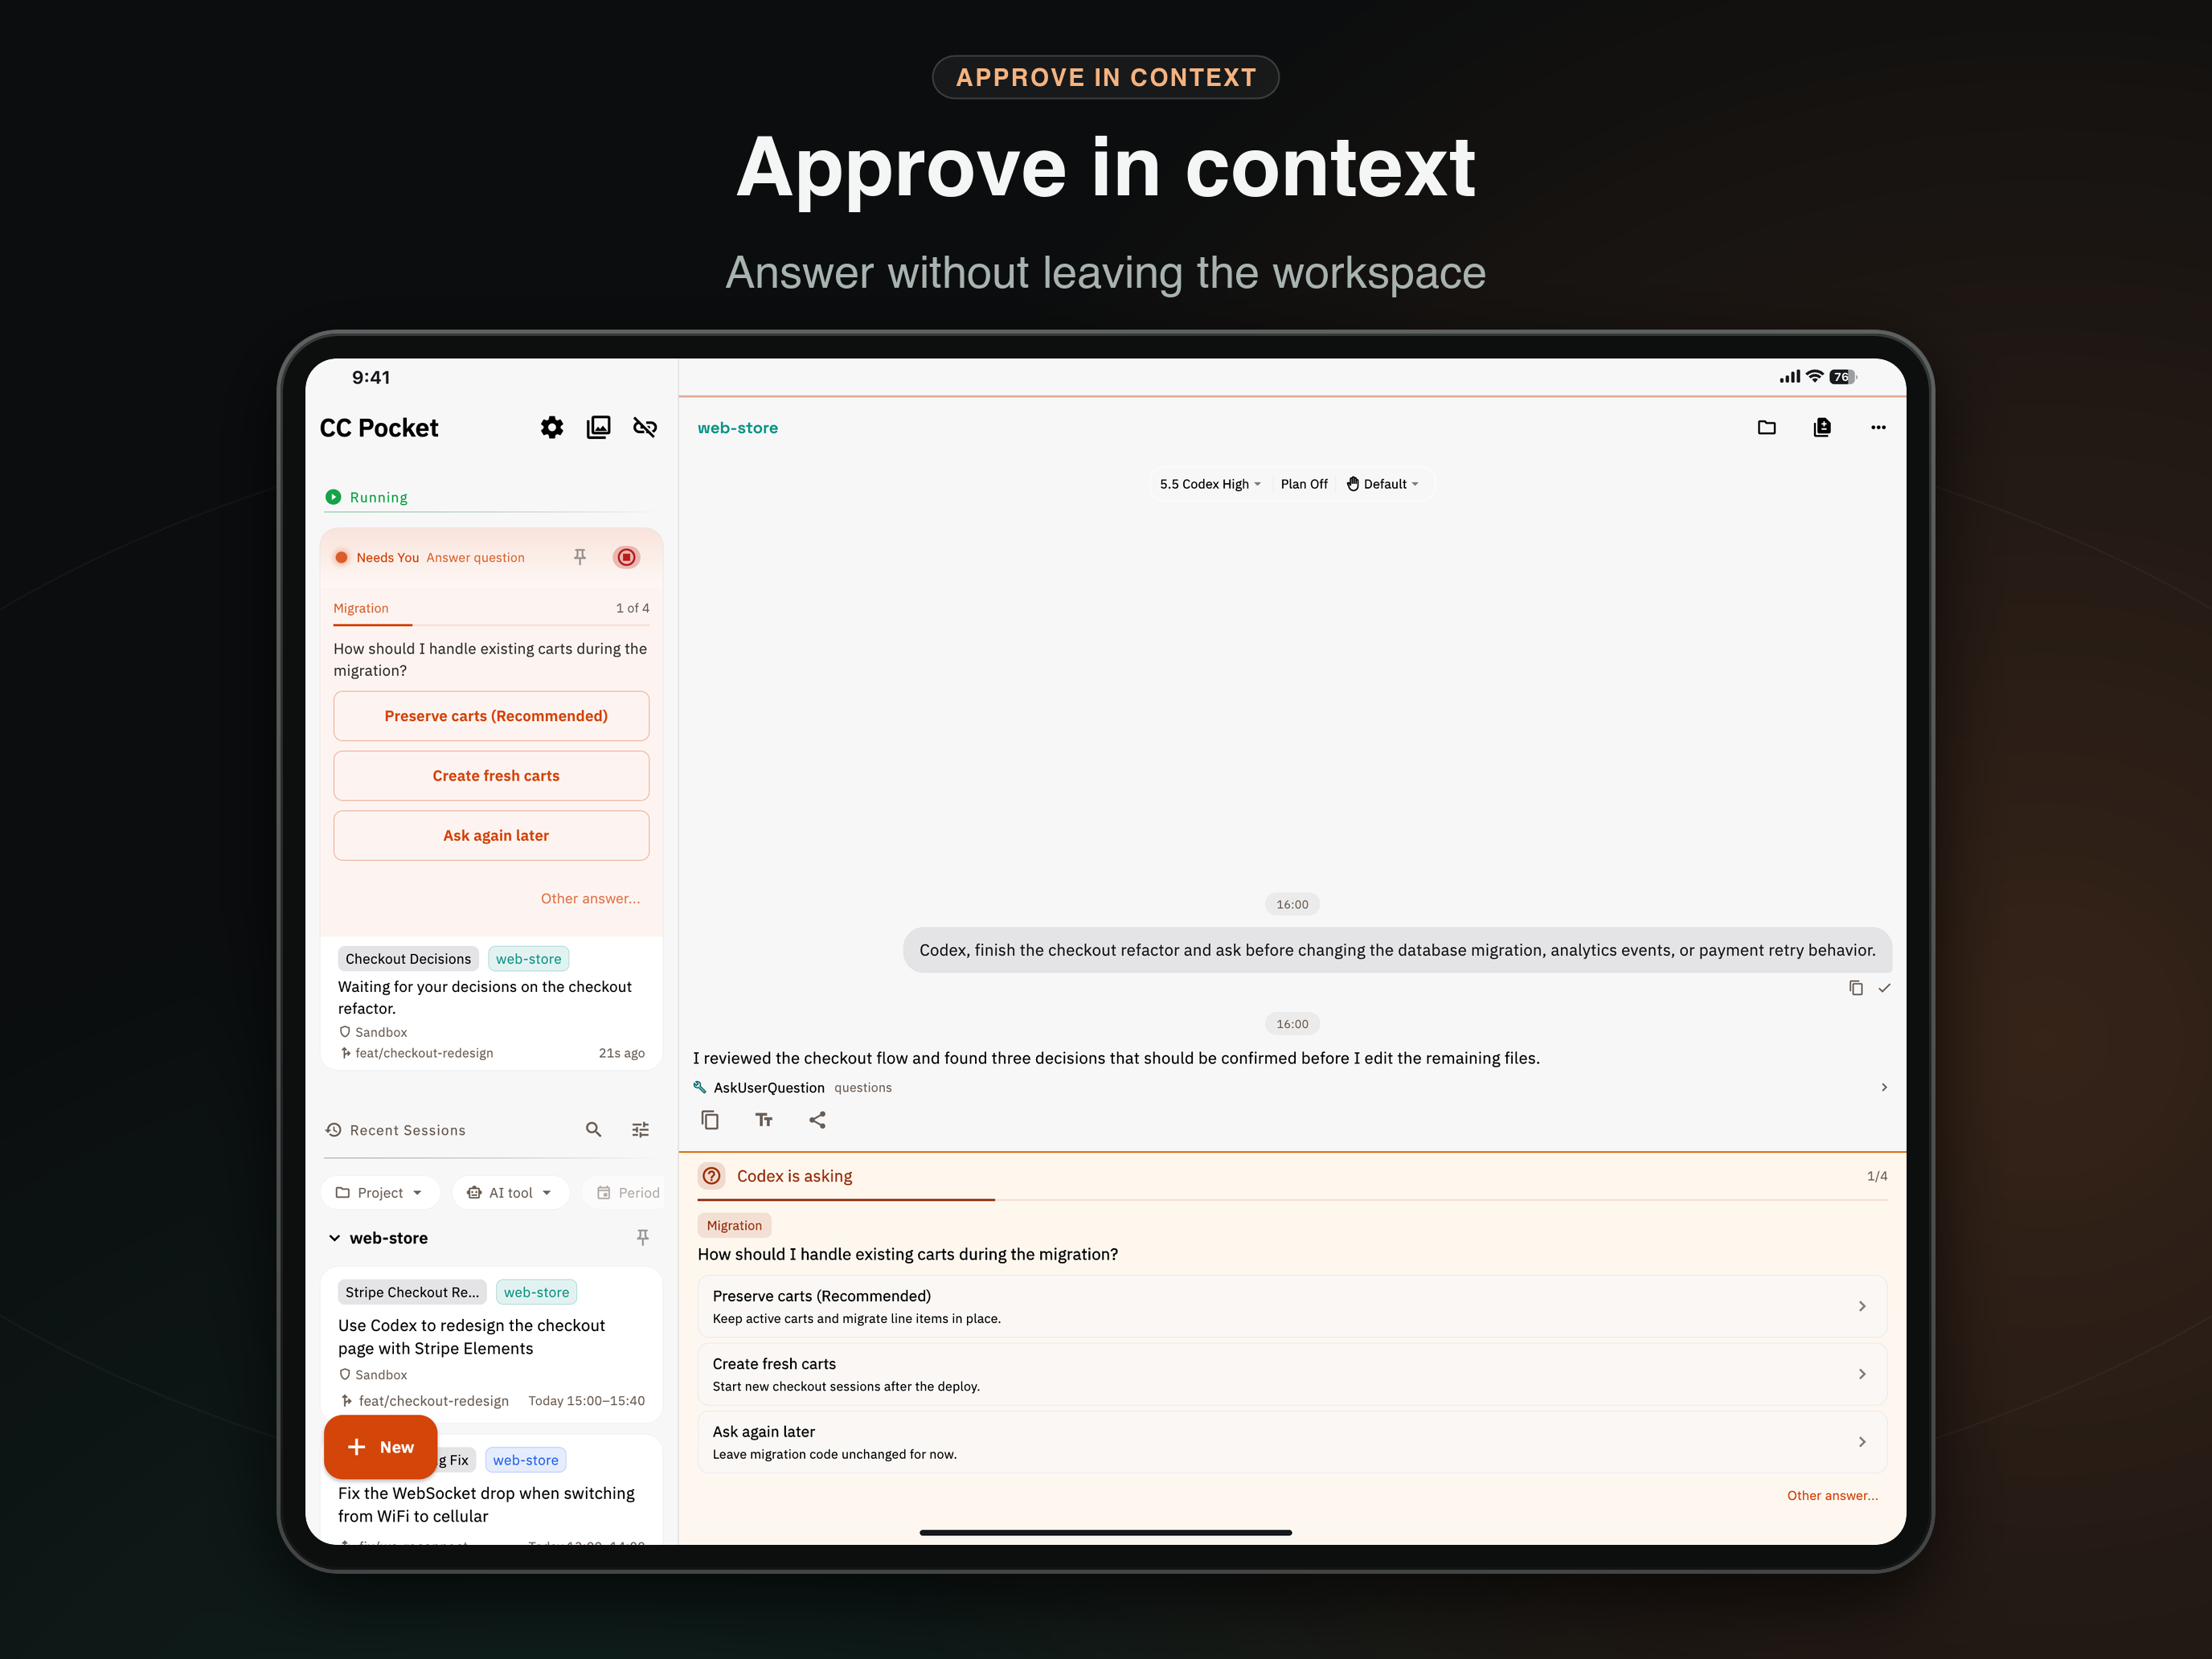 APPROVE IN CONTEXT
Approve in context
Answer without leaving the workspace
9:41
76
CC Pocket
Running
Needs You Answer question
Migration 1 of 4
How should I handle existing carts during the
migration?
Preserve carts (Recommended)
Create fresh carts
Ask again later
Other answer...
Checkout Decisions web-store
Waiting for your decisions on the checkout
refactor.
Sandbox
feat/checkout-redesign 21s ago
Recent Sessions
Project AI tool Period
web-store
Stripe Checkout Re... web-store
Use Codex to redesign the checkout
page with Stripe Elements
Sandbox
feat/checkout-redesign Today 15:00–15:40
New
g Fix web-store
Fix the WebSocket drop when switching
from WiFi to cellular
web-store
5.5 Codex High Plan Off Default
16:00
Codex, finish the checkout refactor and ask before changing the database migration, analytics events, or payment retry behavior.
16:00
I reviewed the checkout flow and found three decisions that should be confirmed before I edit the remaining files.
AskUserQuestion questions
Codex is asking 1/4
Migration
How should I handle existing carts during the migration?
Preserve carts (Recommended)
Keep active carts and migrate line items in place.
Create fresh carts
Start new checkout sessions after the deploy.
Ask again later
Leave migration code unchanged for now.
Other answer...